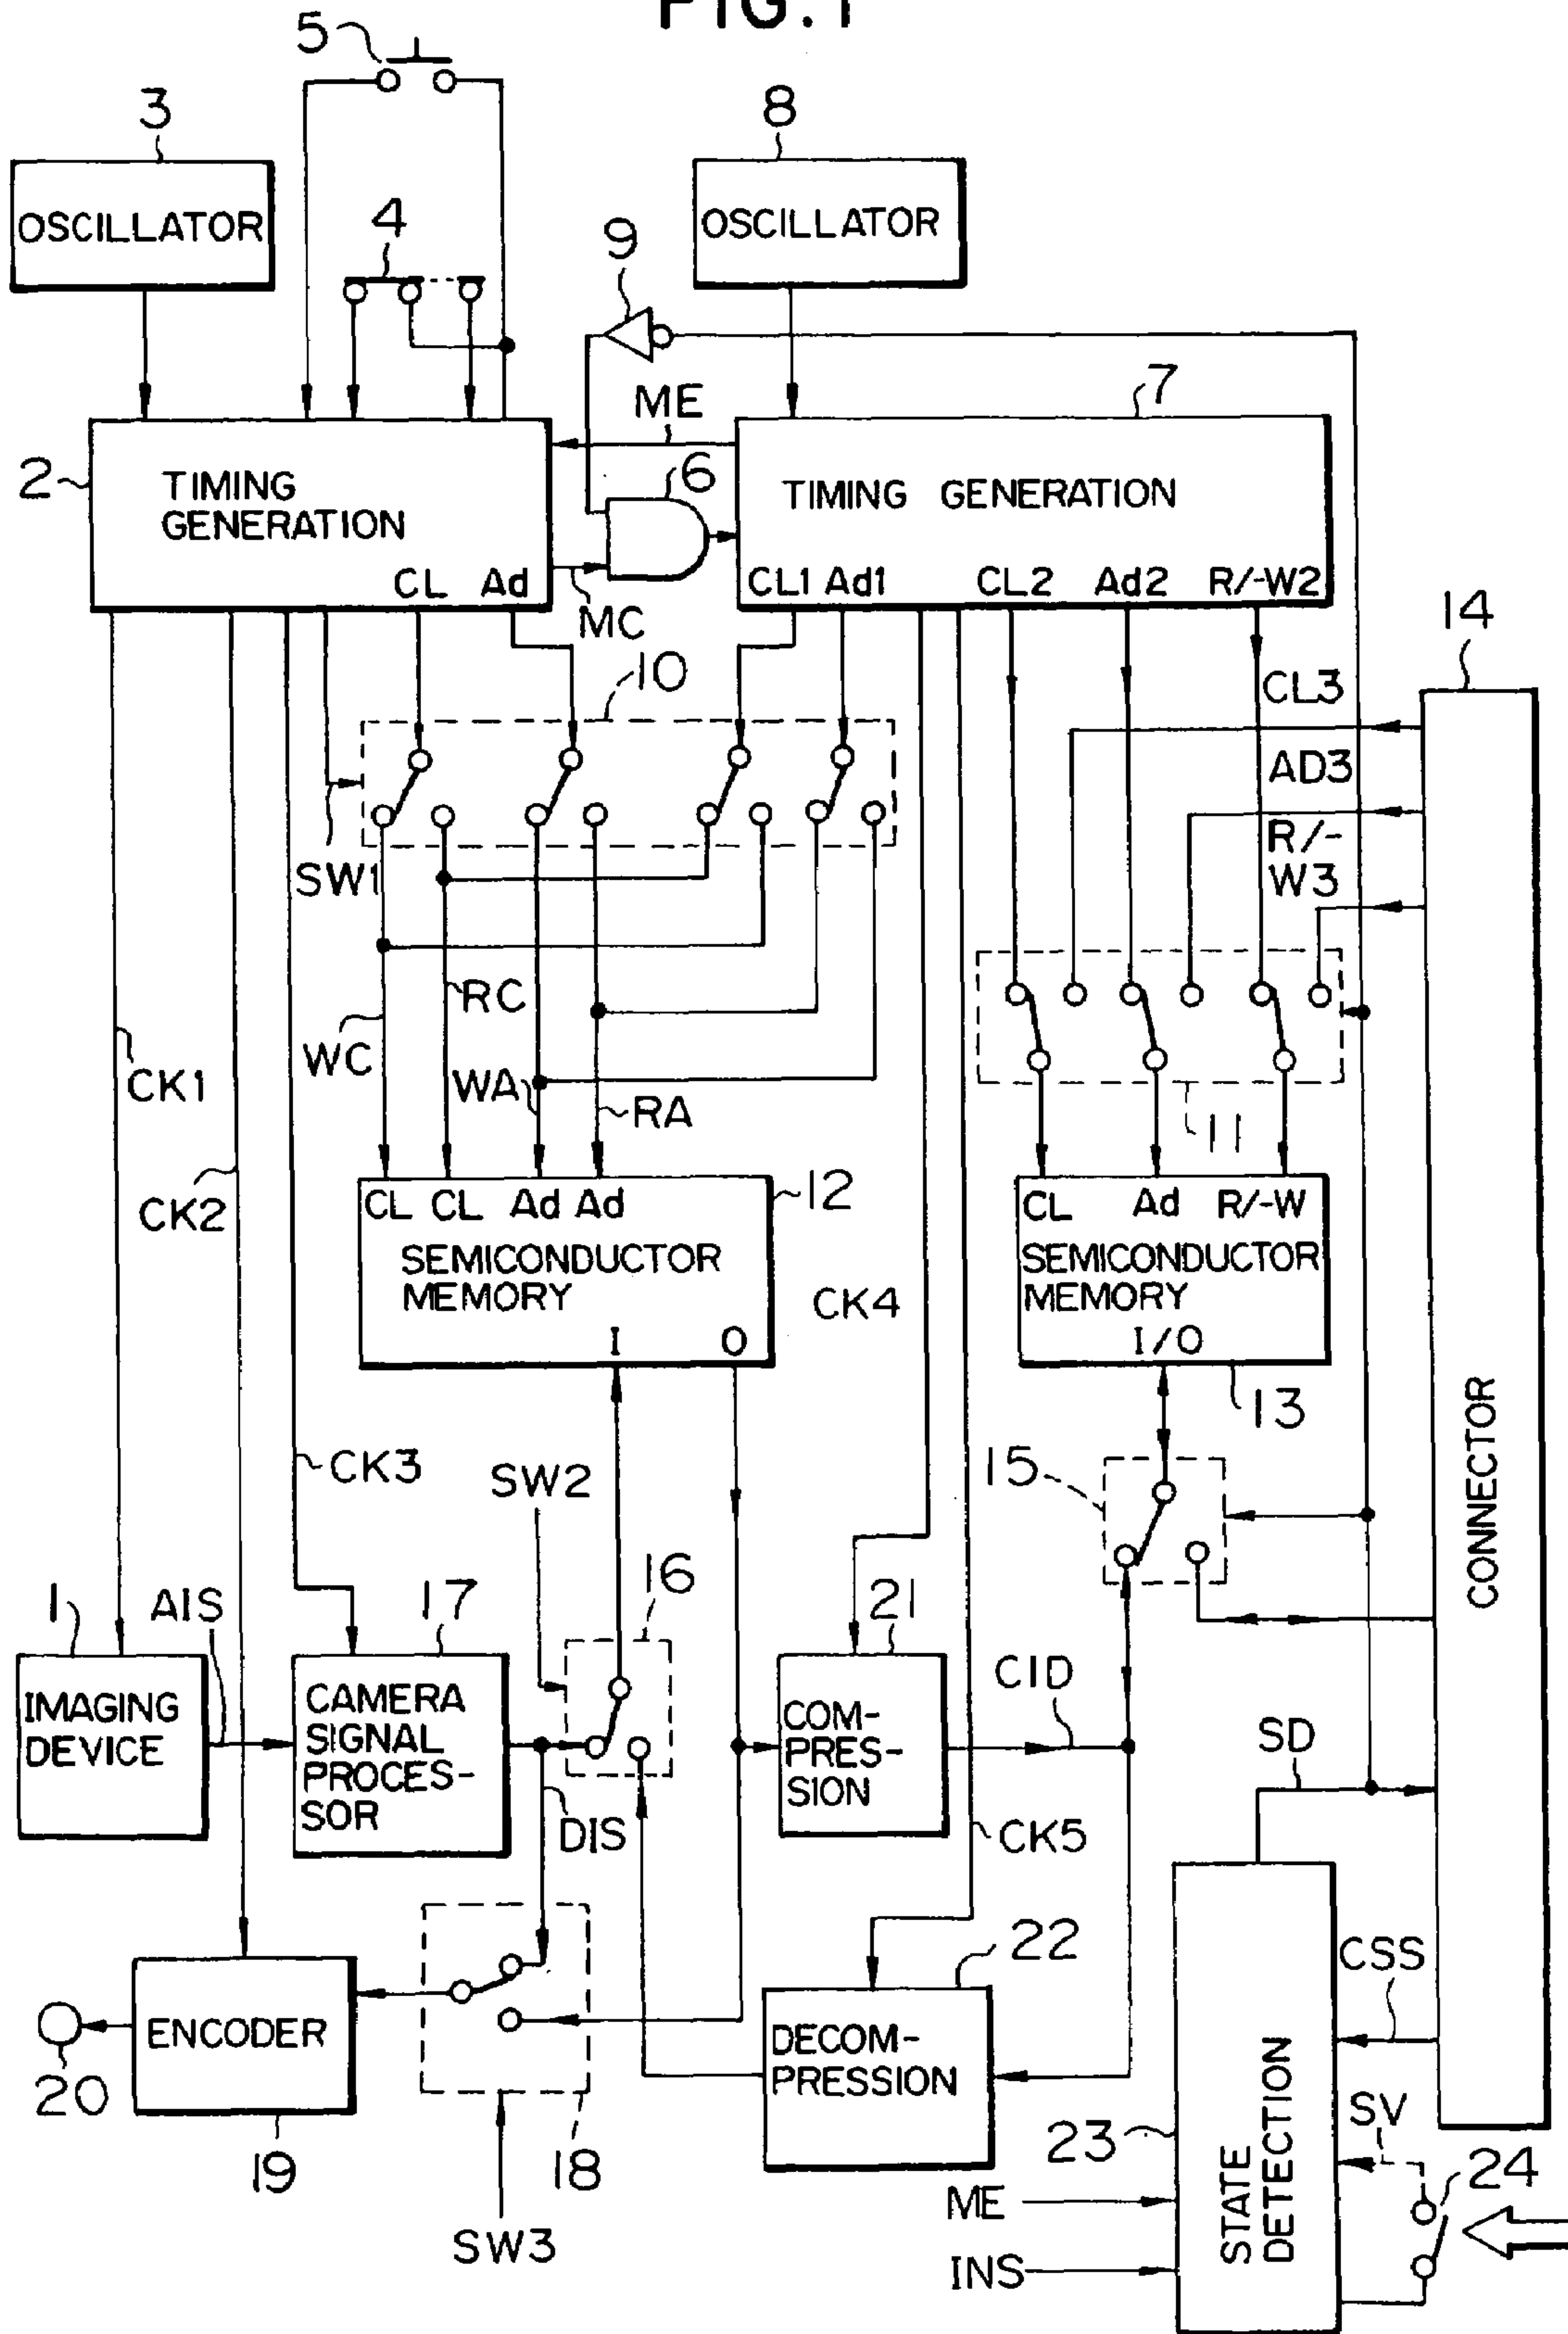 FIG.1
5
3
8
OSCILLATOR
4
9
OSCILLATOR
7
ME
2
TIMING
GENERATION
6
TIMING GENERATION
CL Ad
CL1 Ad1 CL2 Ad2 R/-W2
MC
14
10
CL3
AD3
R/-
W3
SW1
RC
WC
CK1
WA
RA
11
CK2
12
CL CL Ad Ad
CL Ad R/-W
SEMICONDUCTOR
MEMORY
SEMICONDUCTOR
MEMORY
CK4
I O
I/O
13
CONNECTOR
CK3
SW2
15
16
1
AIS
17
21
IMAGING
DEVICE
CAMERA
SIGNAL
PROCES-
SOR
COM-
PRES-
SION
CID
SD
DIS
CK5
22
CSS
ENCODER
DECOM-
PRESSION
20
19
18
23
STATE
DETECTION
SV
24
ME
SW3
INS